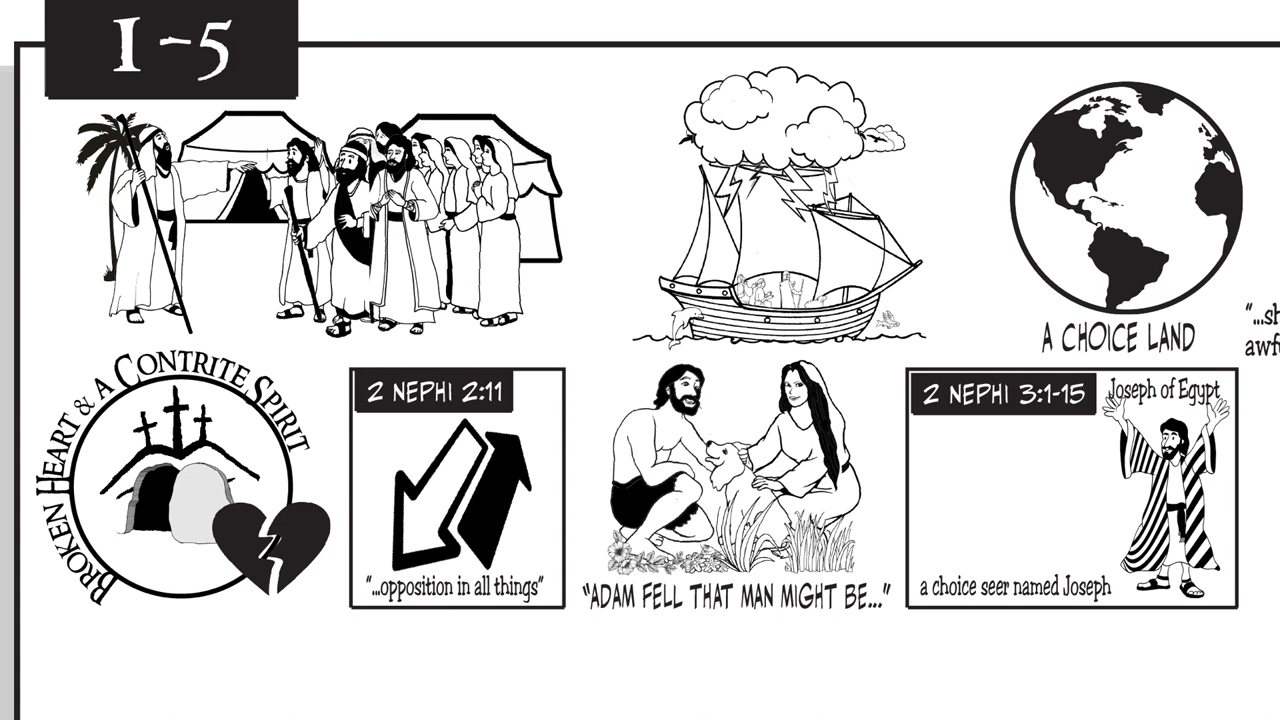 1-5
A CHOICE LAND
"...sh
awf
BROKEN HEART & A CONTRITE SPIRIT
2 NEPHI 2:11
"...opposition in all things"
"ADAM FELL THAT MAN MIGHT BE..."
2 NEPHI 3:1-15
Joseph of Egypt
a choice seer named Joseph